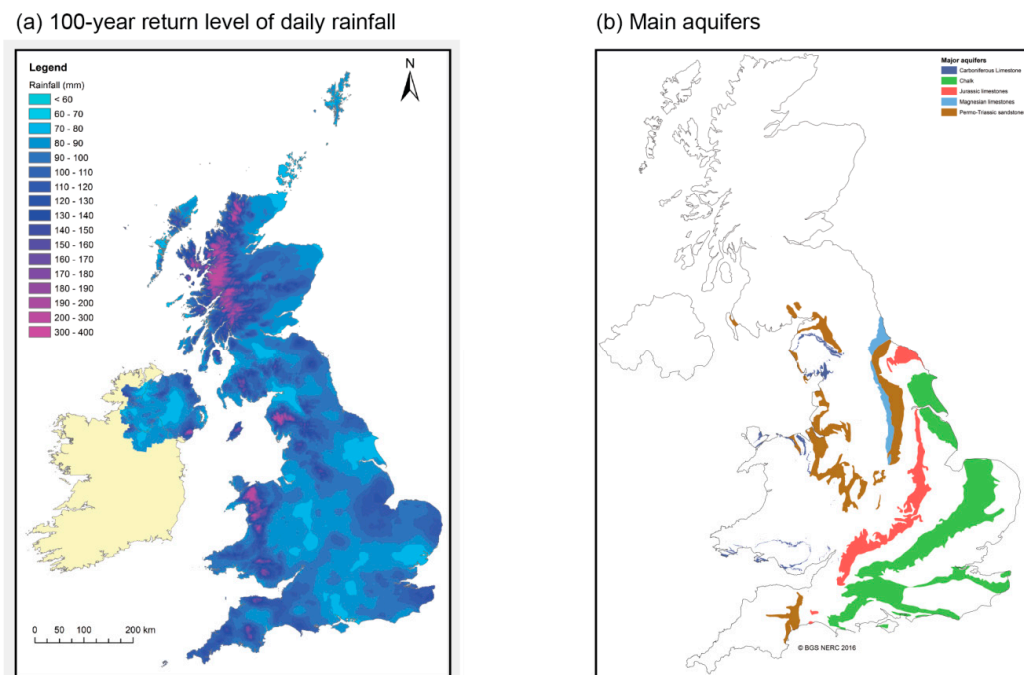 (a) 100-year return level of daily rainfall
(b) Main aquifers
Legend
Rainfall (mm)
< 60
60 - 70
70 - 80
80 - 90
90 - 100
100 - 110
110 - 120
120 - 130
130 - 140
140 - 150
150 - 160
160 - 170
170 - 180
180 - 190
190 - 200
200 - 300
300 - 400
N
0 50 100 200 km
Major aquifers
Carboniferous Limestone
Chalk
Jurassic limestones
Magnesian limestones
Permo-Triassic sandstone
© BGS NERC 2016